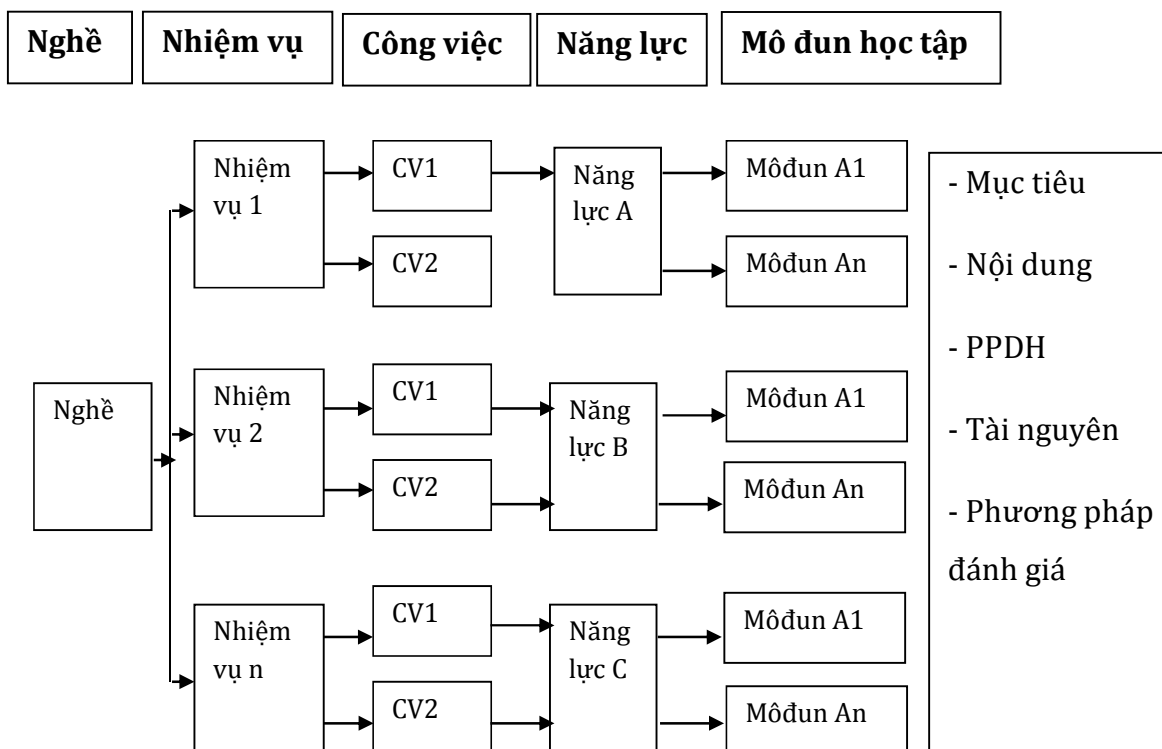 Nghề
Nhiệm vụ
Công việc
Năng lực
Mô đun học tập
Nghề
Nhiệm
vụ 1
CV1
CV2
Năng
lực A
Môđun A1
Môđun An
Nhiệm
vụ 2
CV1
CV2
Năng
lực B
Môđun A1
Môđun An
Nhiệm
vụ n
CV1
CV2
Năng
lực C
Môđun A1
Môđun An
- Mục tiêu
- Nội dung
- PPDH
- Tài nguyên
- Phương pháp
đánh giá